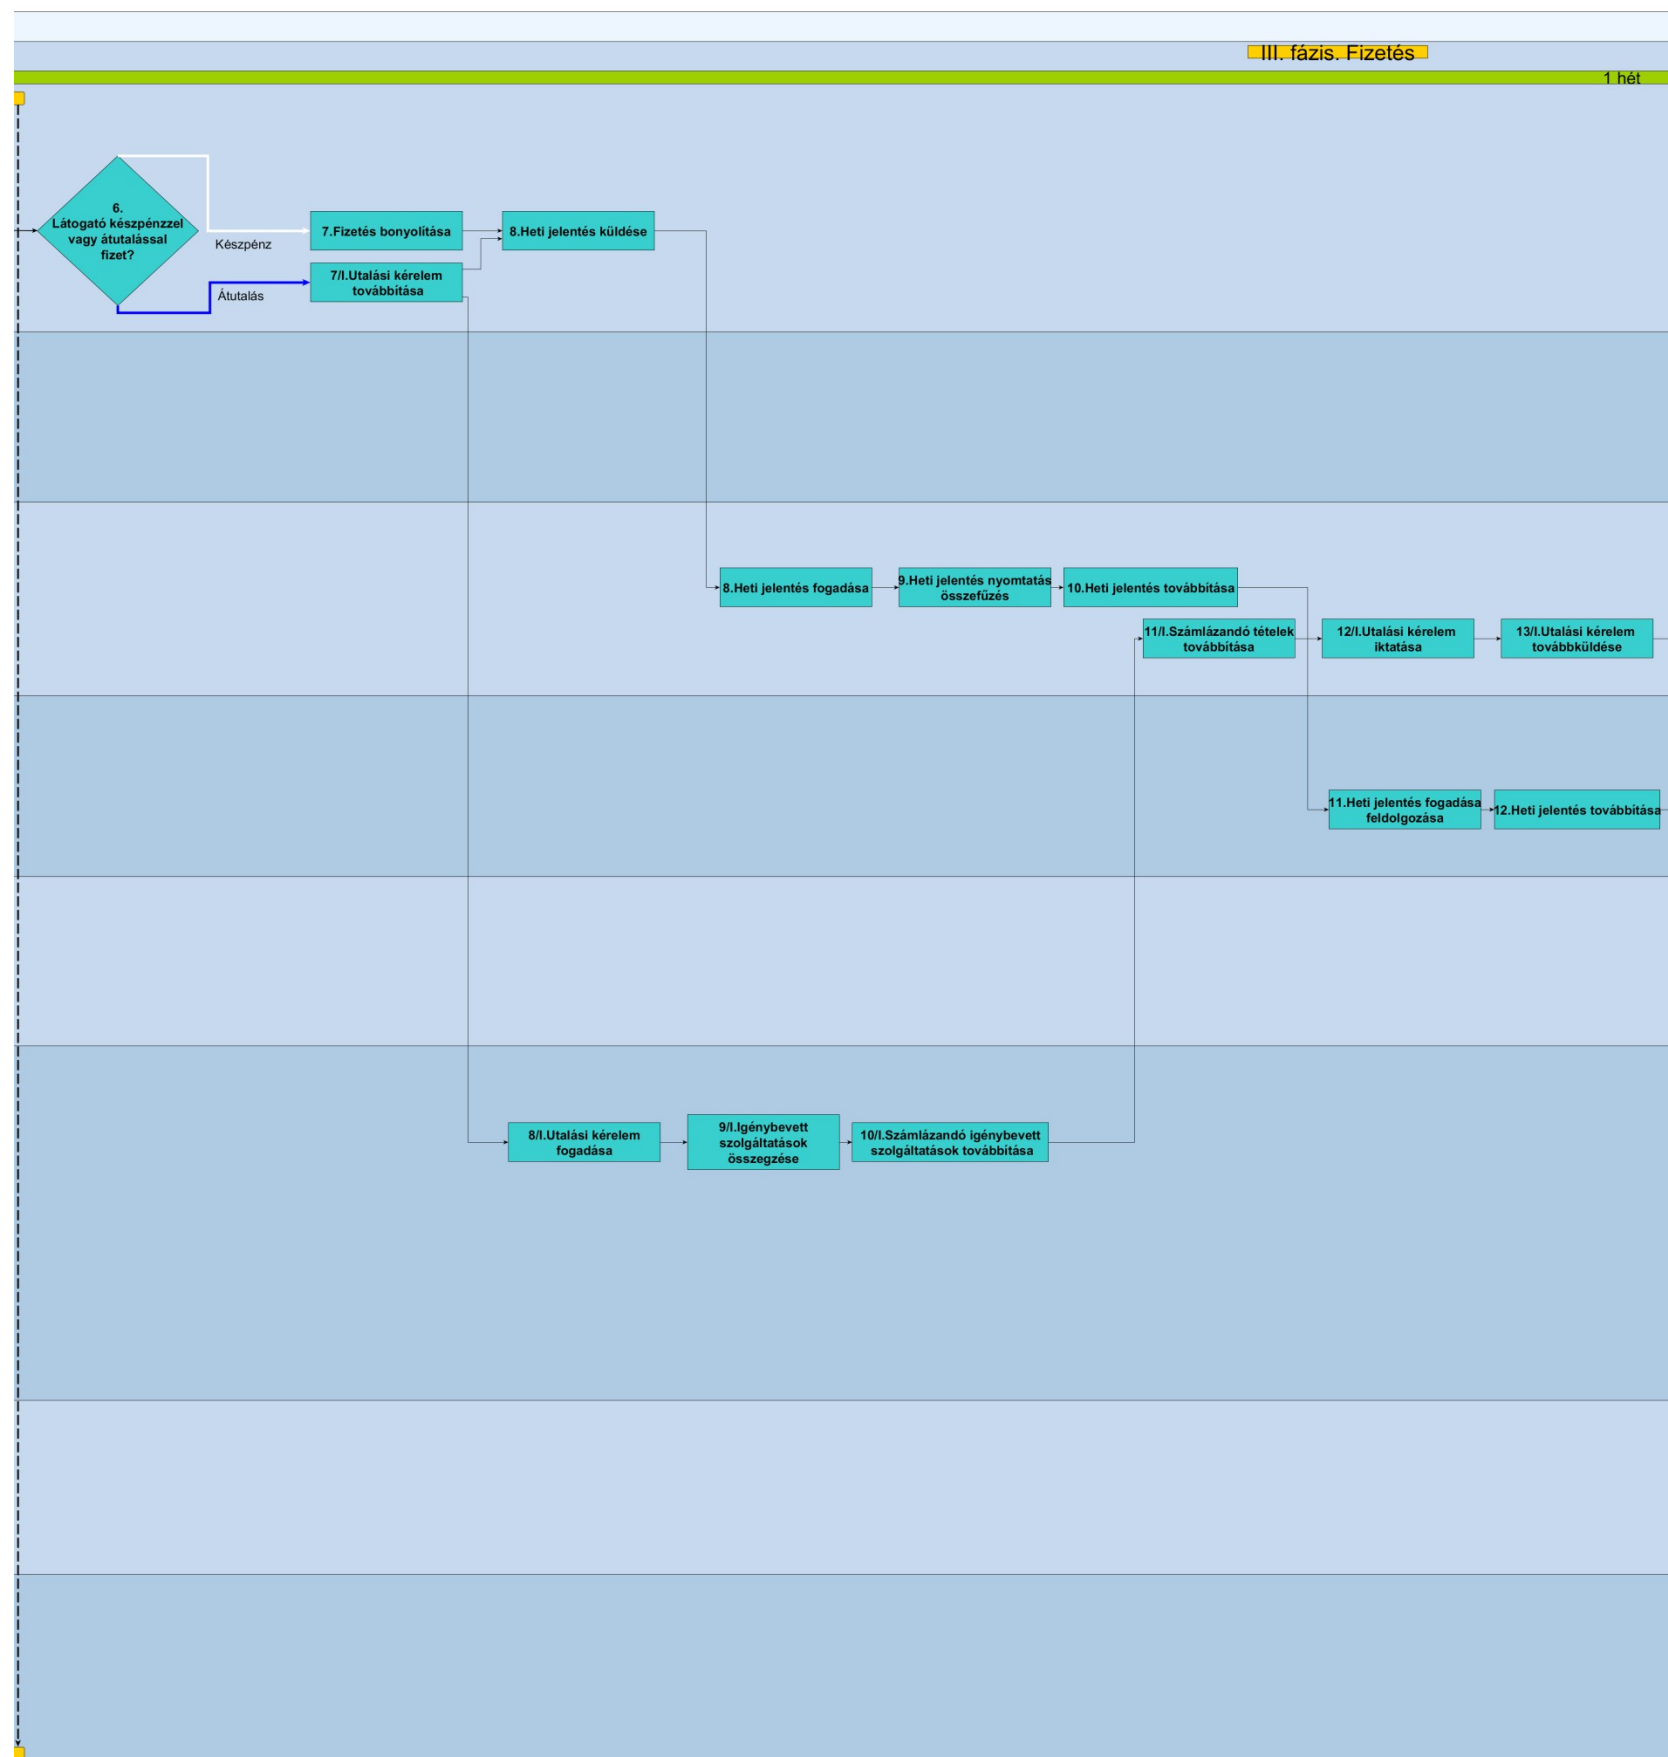 III. fázis. Fizetés
1 hét
6.
Látogató készpénzzel
vagy átutalással
fizet?
Készpénz
Átutalás
7.Fizetés bonyolítása
7/I.Utalási kérelem
továbbítása
8.Heti jelentés küldése
8.Heti jelentés fogadása
9.Heti jelentés nyomtatás
összefűzés
10.Heti jelentés továbbítása
11/I.Számlázandó tételek
továbbítása
12/I.Utalási kérelem
iktatása
13/I.Utalási kérelem
továbbküldése
11.Heti jelentés fogadása
feldolgozása
12.Heti jelentés továbbítása
8/I.Utalási kérelem
fogadása
9/I.Igénybevett
szolgáltatások
összegzése
10/I.Számlázandó igénybevett
szolgáltatások továbbítása